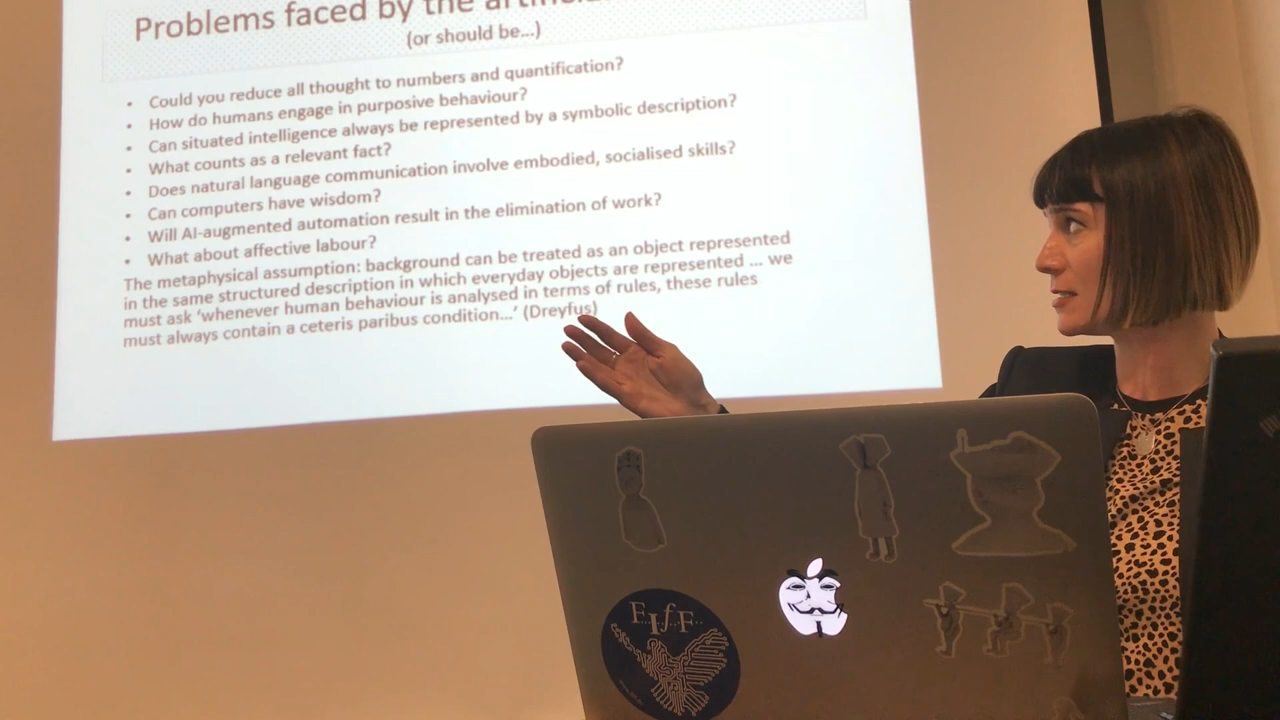 Problems faced by the
(or should be...)
• Could you reduce all thought to numbers and quantification?
• How do humans engage in purposive behaviour?
• Can situated intelligence always be represented by a symbolic description?
• What counts as a relevant fact?
• Does natural language communication involve embodied, socialised skills?
• Can computers have wisdom?
• Will AI-augmented automation result in the elimination of work?
• What about affective labour?
The metaphysical assumption: background can be treated as an object represented
in the same structured description in which everyday objects are represented ... we
must ask ‘whenever human behaviour is analysed in terms of rules, these rules
must always contain a ceteris paribus condition...’ (Dreyfus)
F..I..f..F..